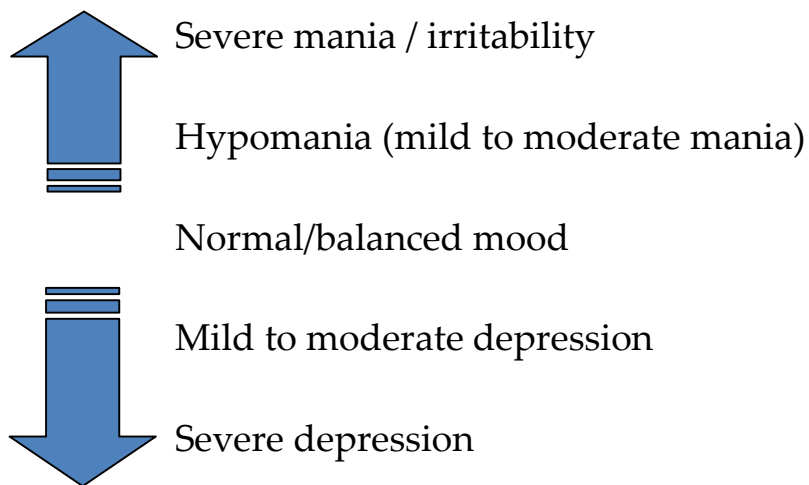 Severe mania / irritability
Hypomania (mild to moderate mania)
Normal/balanced mood
Mild to moderate depression
Severe depression